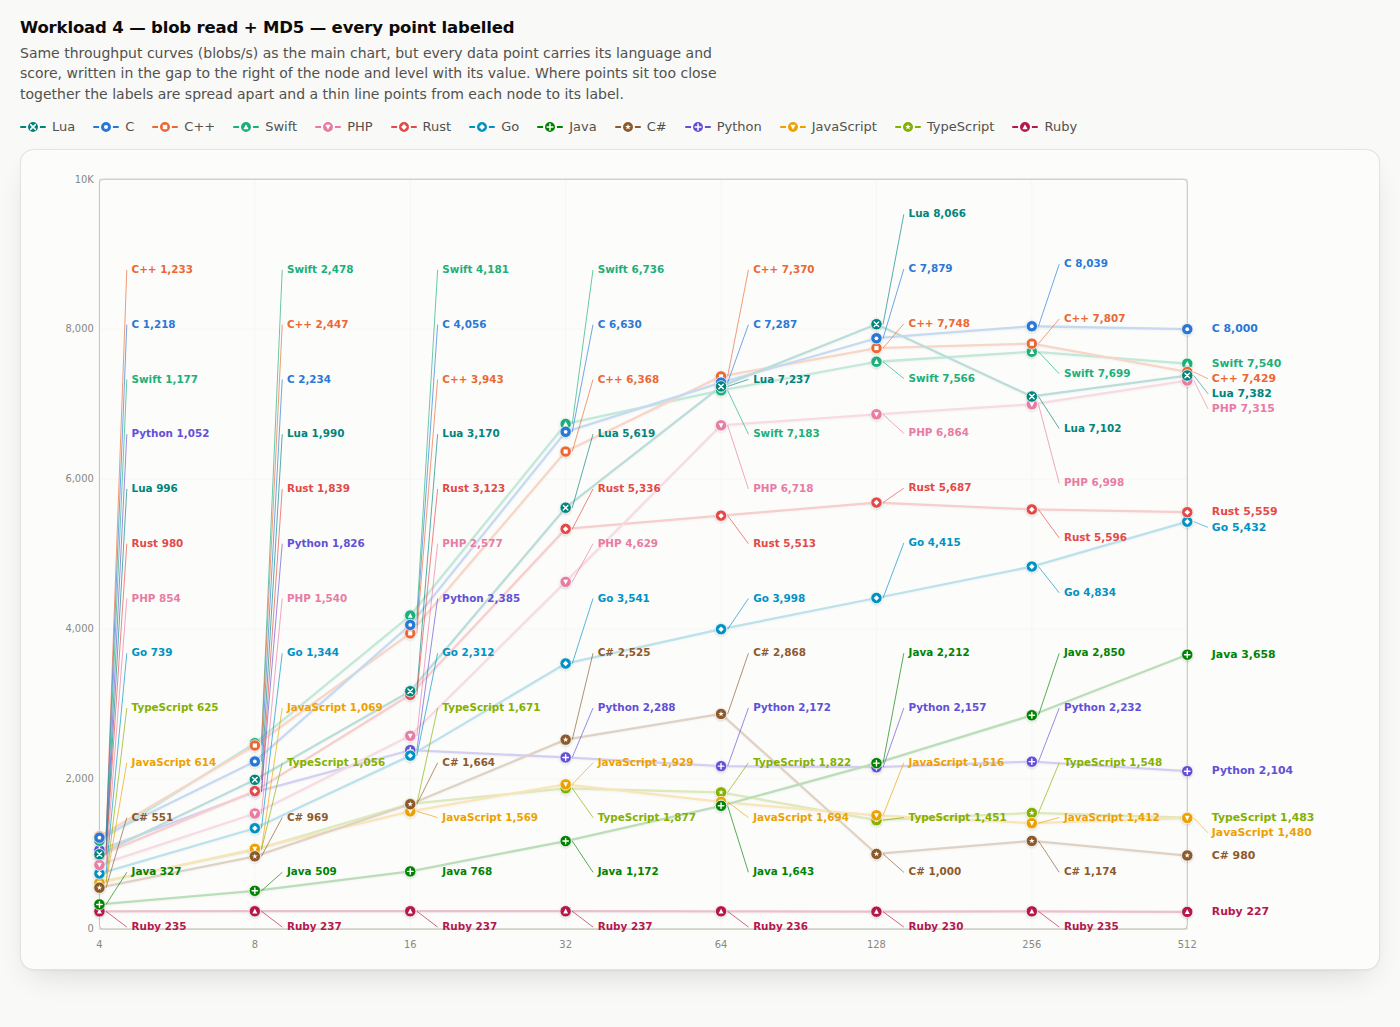 Workload 4 — blob read + MD5 — every point labelled
Same throughput curves (blobs/s) as the main chart, but every data point carries its language and
score, written in the gap to the right of the node and level with its value. Where points sit too close
together the labels are spread apart and a thin line points from each node to its label.
Lua C C++ Swift PHP Rust Go Java C# Python JavaScript TypeScript Ruby
10K
8,000
6,000
4,000
2,000
0
C++ 1,233
C 1,218
Swift 1,177
Python 1,052
Lua 996
Rust 980
PHP 854
Go 739
TypeScript 625
JavaScript 614
C# 551
Java 327
Ruby 235
Swift 2,478
C++ 2,447
C 2,234
Lua 1,990
Rust 1,839
Python 1,826
PHP 1,540
Go 1,344
JavaScript 1,069
TypeScript 1,056
C# 969
Java 509
Ruby 237
Swift 4,181
C 4,056
C++ 3,943
Lua 3,170
Rust 3,123
PHP 2,577
Python 2,385
Go 2,312
TypeScript 1,671
C# 1,664
JavaScript 1,569
Java 768
Ruby 237
Swift 6,736
C 6,630
C++ 6,368
Lua 5,619
Rust 5,336
PHP 4,629
Go 3,541
C# 2,525
Python 2,288
JavaScript 1,929
TypeScript 1,877
Java 1,172
Ruby 237
C++ 7,370
C 7,287
Lua 7,237
Swift 7,183
PHP 6,718
Rust 5,513
Go 3,998
C# 2,868
Python 2,172
TypeScript 1,822
JavaScript 1,694
Java 1,643
Ruby 236
Lua 8,066
C 7,879
C++ 7,748
Swift 7,566
PHP 6,864
Rust 5,687
Go 4,415
Java 2,212
Python 2,157
JavaScript 1,516
TypeScript 1,451
C# 1,000
Ruby 230
C 8,039
C++ 7,807
Swift 7,699
Lua 7,102
PHP 6,998
Rust 5,596
Go 4,834
Java 2,850
Python 2,232
TypeScript 1,548
JavaScript 1,412
C# 1,174
Ruby 235
C 8,000
Swift 7,540
C++ 7,429
Lua 7,382
PHP 7,315
Rust 5,559
Go 5,432
Java 3,658
Python 2,104
TypeScript 1,483
JavaScript 1,480
C# 980
Ruby 227
4 8 16 32 64 128 256 512